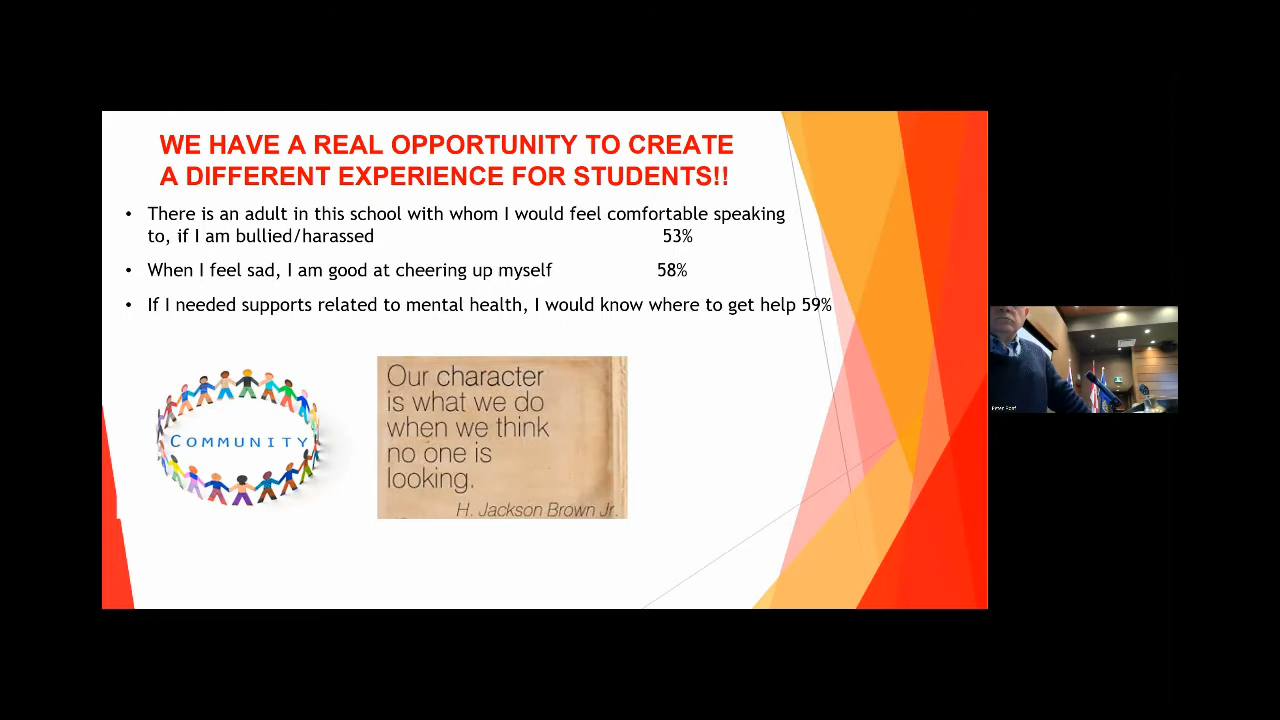 WE HAVE A REAL OPPORTUNITY TO CREATE
A DIFFERENT EXPERIENCE FOR STUDENTS!!
• There is an adult in this school with whom I would feel comfortable speaking
to, if I am bullied/harassed 53%
• When I feel sad, I am good at cheering up myself 58%
• If I needed supports related to mental health, I would know where to get help 59%
COMMUNITY
Our character
is what we do
when we think
no one is
looking.
H. Jackson Brown Jr.
Peter